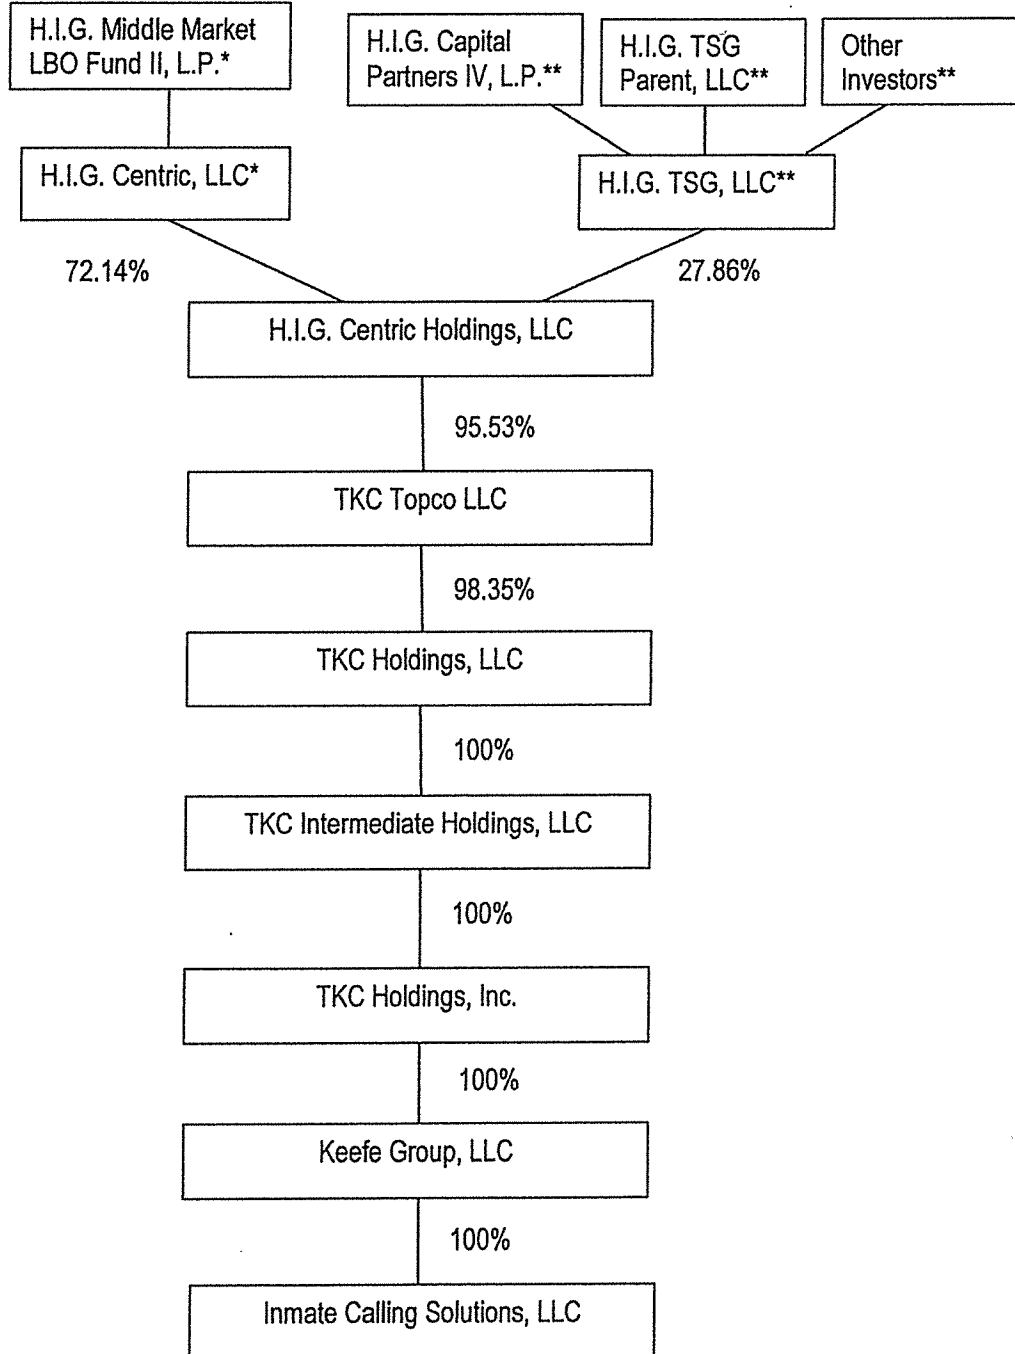 H.I.G. Middle Market
LBO Fund II, L.P.*
H.I.G. Capital
Partners IV, L.P.**
H.I.G. TSG
Parent, LLC**
Other
Investors**
H.I.G. Centric, LLC*
H.I.G. TSG, LLC**
72.14%
27.86%
H.I.G. Centric Holdings, LLC
95.53%
TKC Topco LLC
98.35%
TKC Holdings, LLC
100%
TKC Intermediate Holdings, LLC
100%
TKC Holdings, Inc.
100%
Keefe Group, LLC
100%
Inmate Calling Solutions, LLC